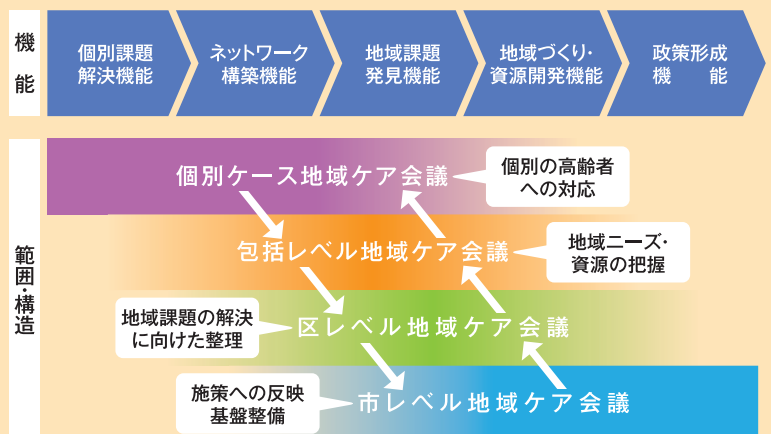 機能
個別課題
解決機能
ネットワーク
構築機能
地域課題
発見機能
地域づくり・
資源開発機能
政策形成
機能
範囲・構造
個別ケース地域ケア会議
個別の高齢者
への対応
包括レベル地域ケア会議
地域ニーズ・
資源の把握
地域課題の解決
に向けた整理
区レベル地域ケア会議
施策への反映
基盤整備
市レベル地域ケア会議